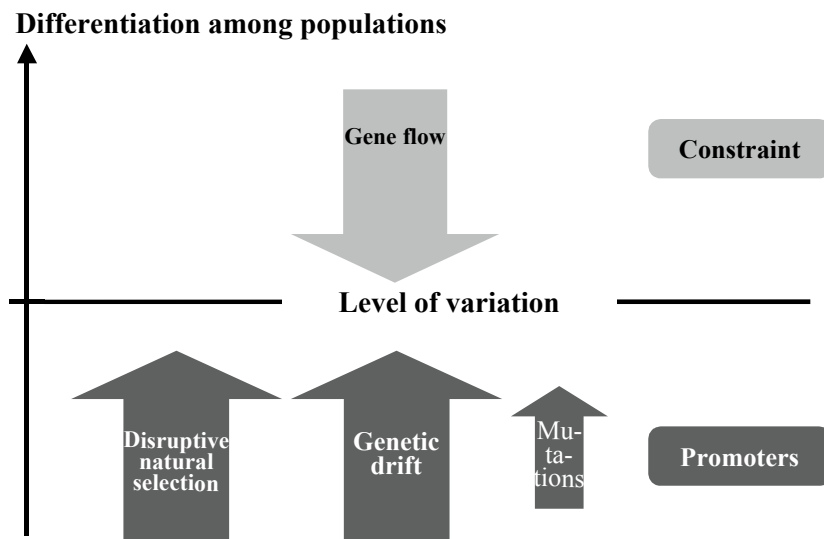 Differentiation among populations
Gene flow
Constraint
Level of variation
Disruptive
natural
selection
Genetic
drift
Mu-
ta-
tions
Promoters